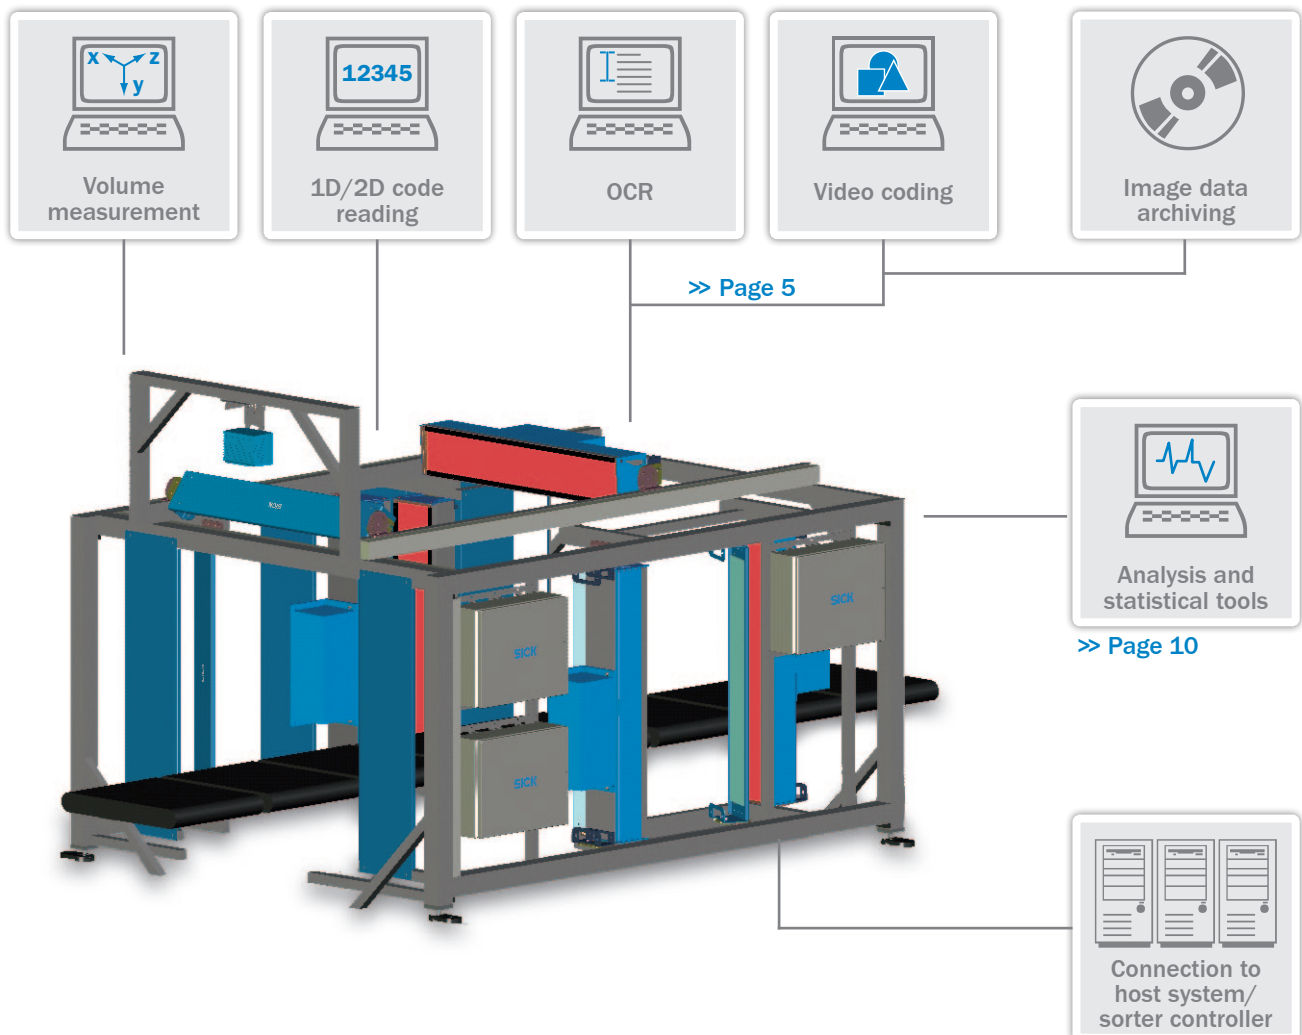 x z
y
Volume
measurement
12345
1D/2D code
reading
OCR
Video coding
Image data
archiving
>> Page 5
Analysis and
statistical tools
>> Page 10
SICK
SICK
SICK
Connection to
host system/
sorter controller